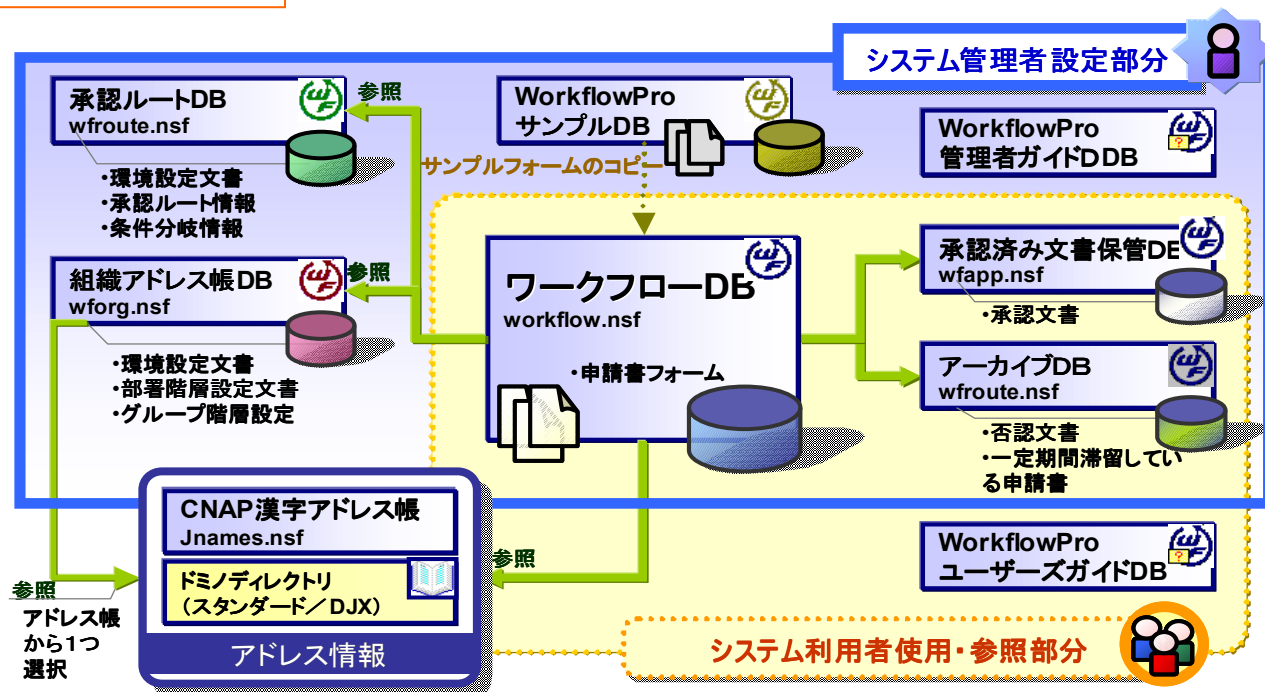 システム管理者設定部分
承認ルートDB
wfroute.nsf
・環境設定文書
・承認ルート情報
・条件分岐情報
参照
WorkflowPro
サンプルDB
サンプルフォームのコピー
WorkflowPro
管理者ガイドDDB
組織アドレス帳DB
wforg.nsf
・環境設定文書
・部署階層設定文書
・グループ階層設定
参照
ワークフローDB
workflow.nsf
・申請書フォーム
承認済み文書保管DB
wfapp.nsf
・承認文書
アーカイブDB
wfroute.nsf
・否認文書
・一定期間滞留してい
る申請書
CNAP漢字アドレス帳
Jnames.nsf
ドミノディレクトリ
（スタンダード／DJX）
アドレス情報
参照
参照
アドレス帳
から１つ
選択
WorkflowPro
ユーザーズガイドDB
システム利用者使用・参照部分